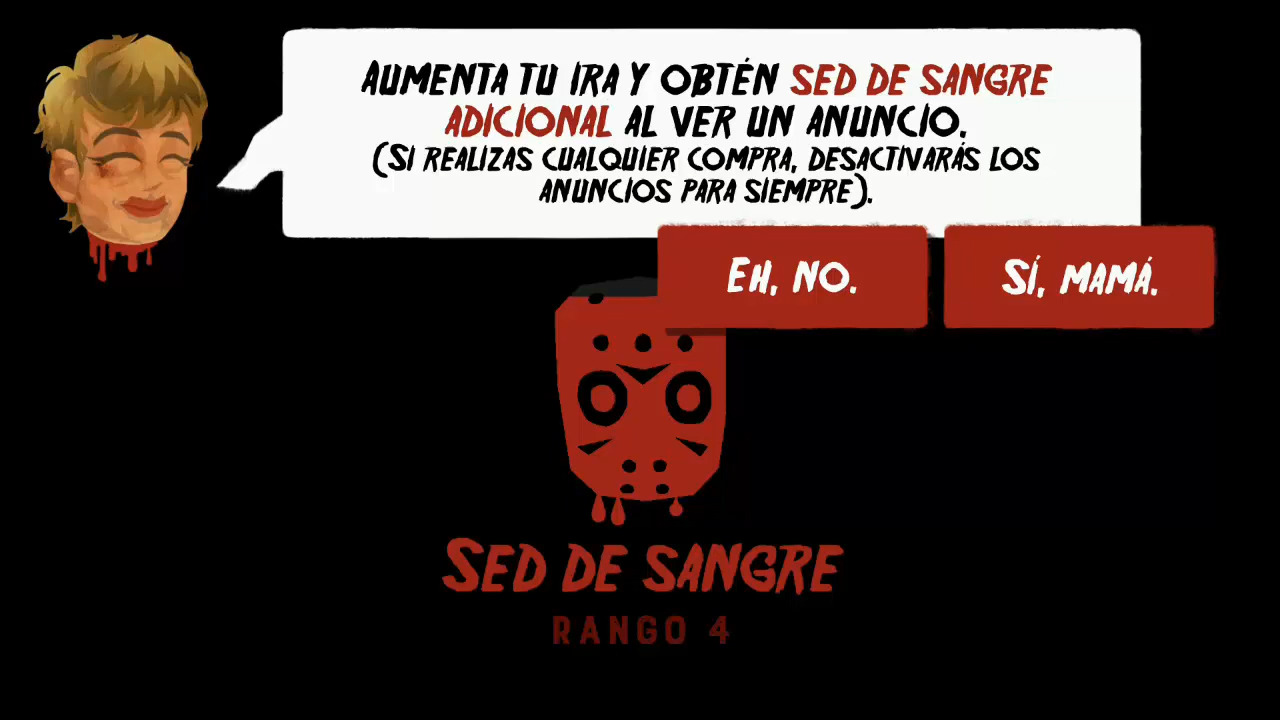 AUMENTA TU IRA Y OBTÉN SED DE SANGRE
ADICIONAL AL VER UN ANUNCIO.
(SI REALIZAS CUALQUIER COMPRA, DESACTIVARÁS LOS
ANUNCIOS PARA SIEMPRE).
EH, NO.
SÍ, MAMÁ.
SED DE SANGRE
RANGO 4